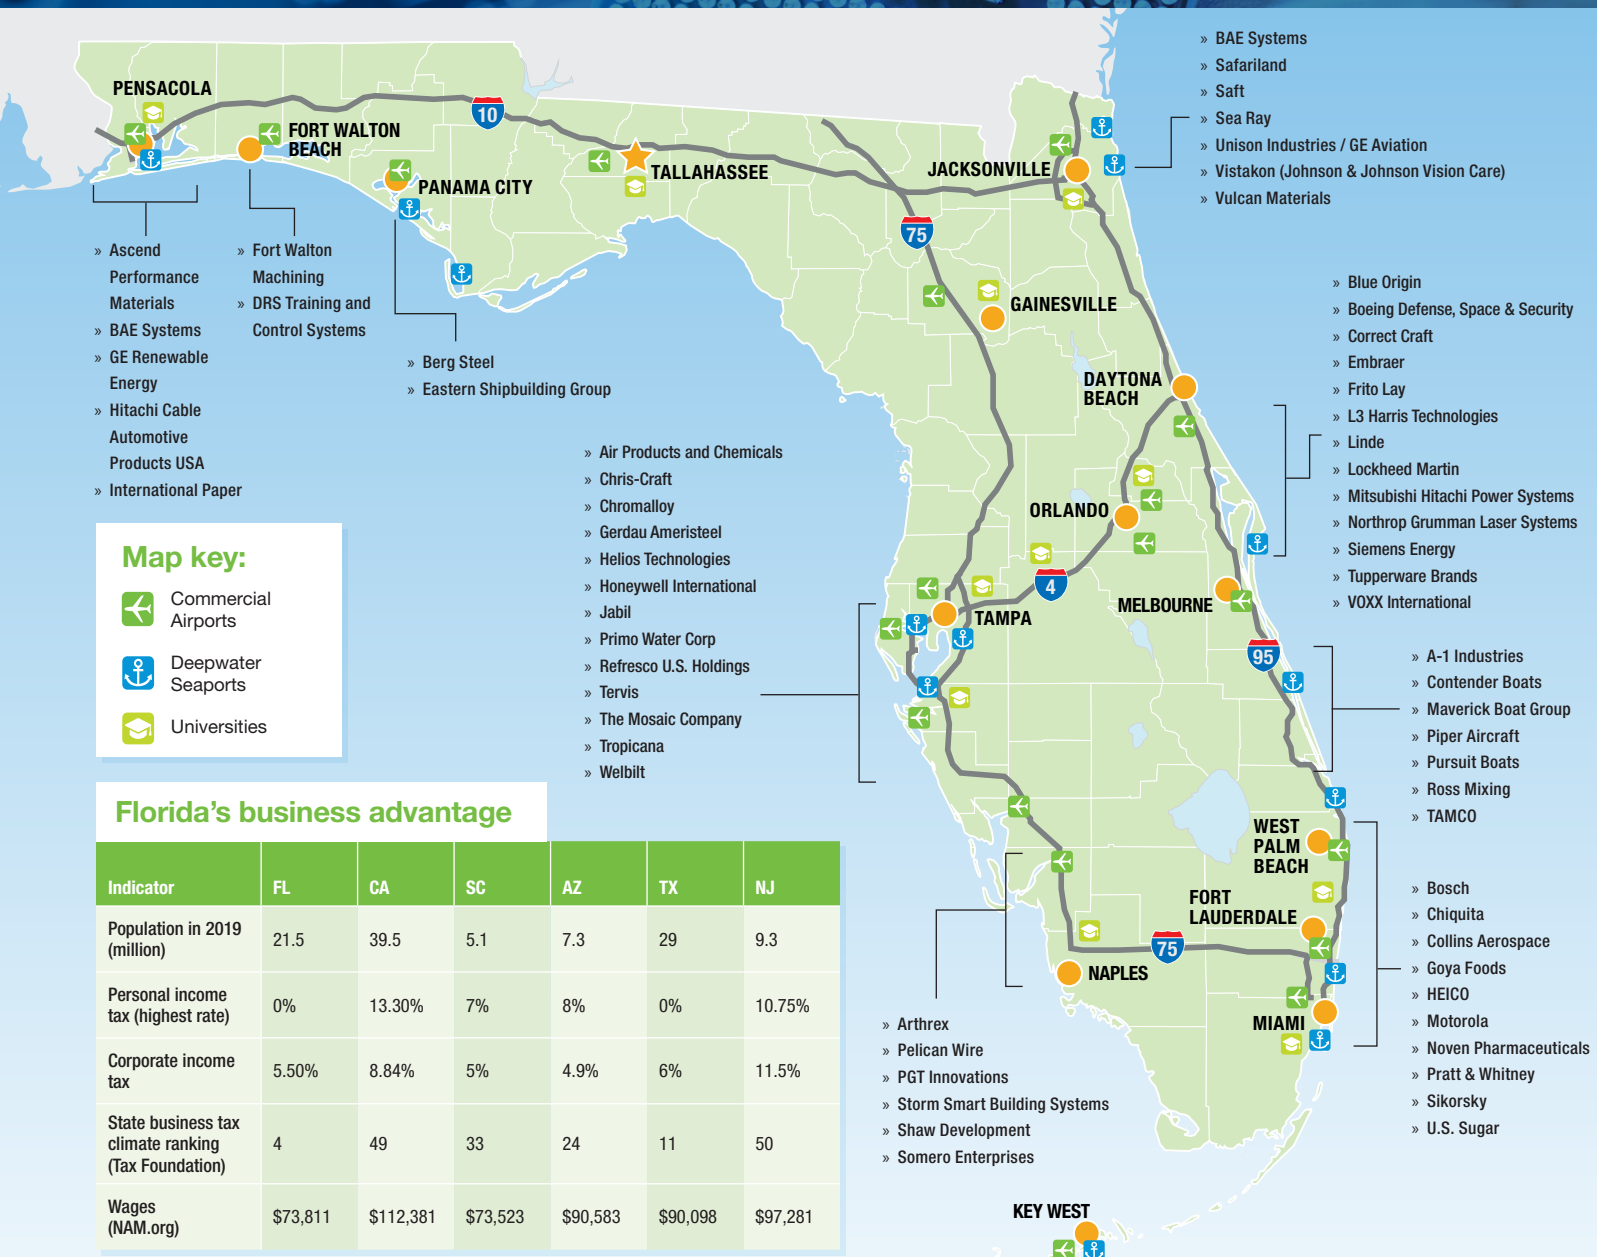 PENSACOLA
FORT WALTON
BEACH
PANAMA CITY
10
TALLAHASSEE
JACKSONVILLE
75
GAINESVILLE
DAYTONA
BEACH
ORLANDO
4
TAMPA
MELBOURNE
95
WEST
PALM
BEACH
FORT
LAUDERDALE
75
NAPLES
MIAMI
KEY WEST
» BAE Systems
» Safariland
» Saft
» Sea Ray
» Unison Industries / GE Aviation
» Vistakon (Johnson & Johnson Vision Care)
» Vulcan Materials
» Ascend
Performance
Materials
» BAE Systems
» GE Renewable
Energy
» Hitachi Cable
Automotive
Products USA
» International Paper
» Fort Walton
Machining
» DRS Training and
Control Systems
» Berg Steel
» Eastern Shipbuilding Group
» Blue Origin
» Boeing Defense, Space & Security
» Correct Craft
» Embraer
» Frito Lay
» L3 Harris Technologies
» Linde
» Lockheed Martin
» Mitsubishi Hitachi Power Systems
» Northrop Grumman Laser Systems
» Siemens Energy
» Tupperware Brands
» VOXX International
» Air Products and Chemicals
» Chris-Craft
» Chromalloy
» Gerdau Ameristeel
» Helios Technologies
» Honeywell International
» Jabil
» Primo Water Corp
» Refresco U.S. Holdings
» Tervis
» The Mosaic Company
» Tropicana
» Welbilt
» A-1 Industries
» Contender Boats
» Maverick Boat Group
» Piper Aircraft
» Pursuit Boats
» Ross Mixing
» TAMCO
» Bosch
» Chiquita
» Collins Aerospace
» Goya Foods
» HEICO
» Motorola
» Noven Pharmaceuticals
» Pratt & Whitney
» Sikorsky
» U.S. Sugar
» Arthrex
» Pelican Wire
» PGT Innovations
» Storm Smart Building Systems
» Shaw Development
» Somero Enterprises
Map key:
Commercial
Airports
Deepwater
Seaports
Universities
Florida's business advantage
Indicator FL CA SC AZ TX NJ
Population in 2019
(million) 21.5 39.5 5.1 7.3 29 9.3
Personal income
tax (highest rate) 0% 13.30% 7% 8% 0% 10.75%
Corporate income
tax 5.50% 8.84% 5% 4.9% 6% 11.5%
State business tax
climate ranking 4 49 33 24 11 50
(Tax Foundation)
Wages
(NAM.org) $73,811 $112,381 $73,523 $90,583 $90,098 $97,281